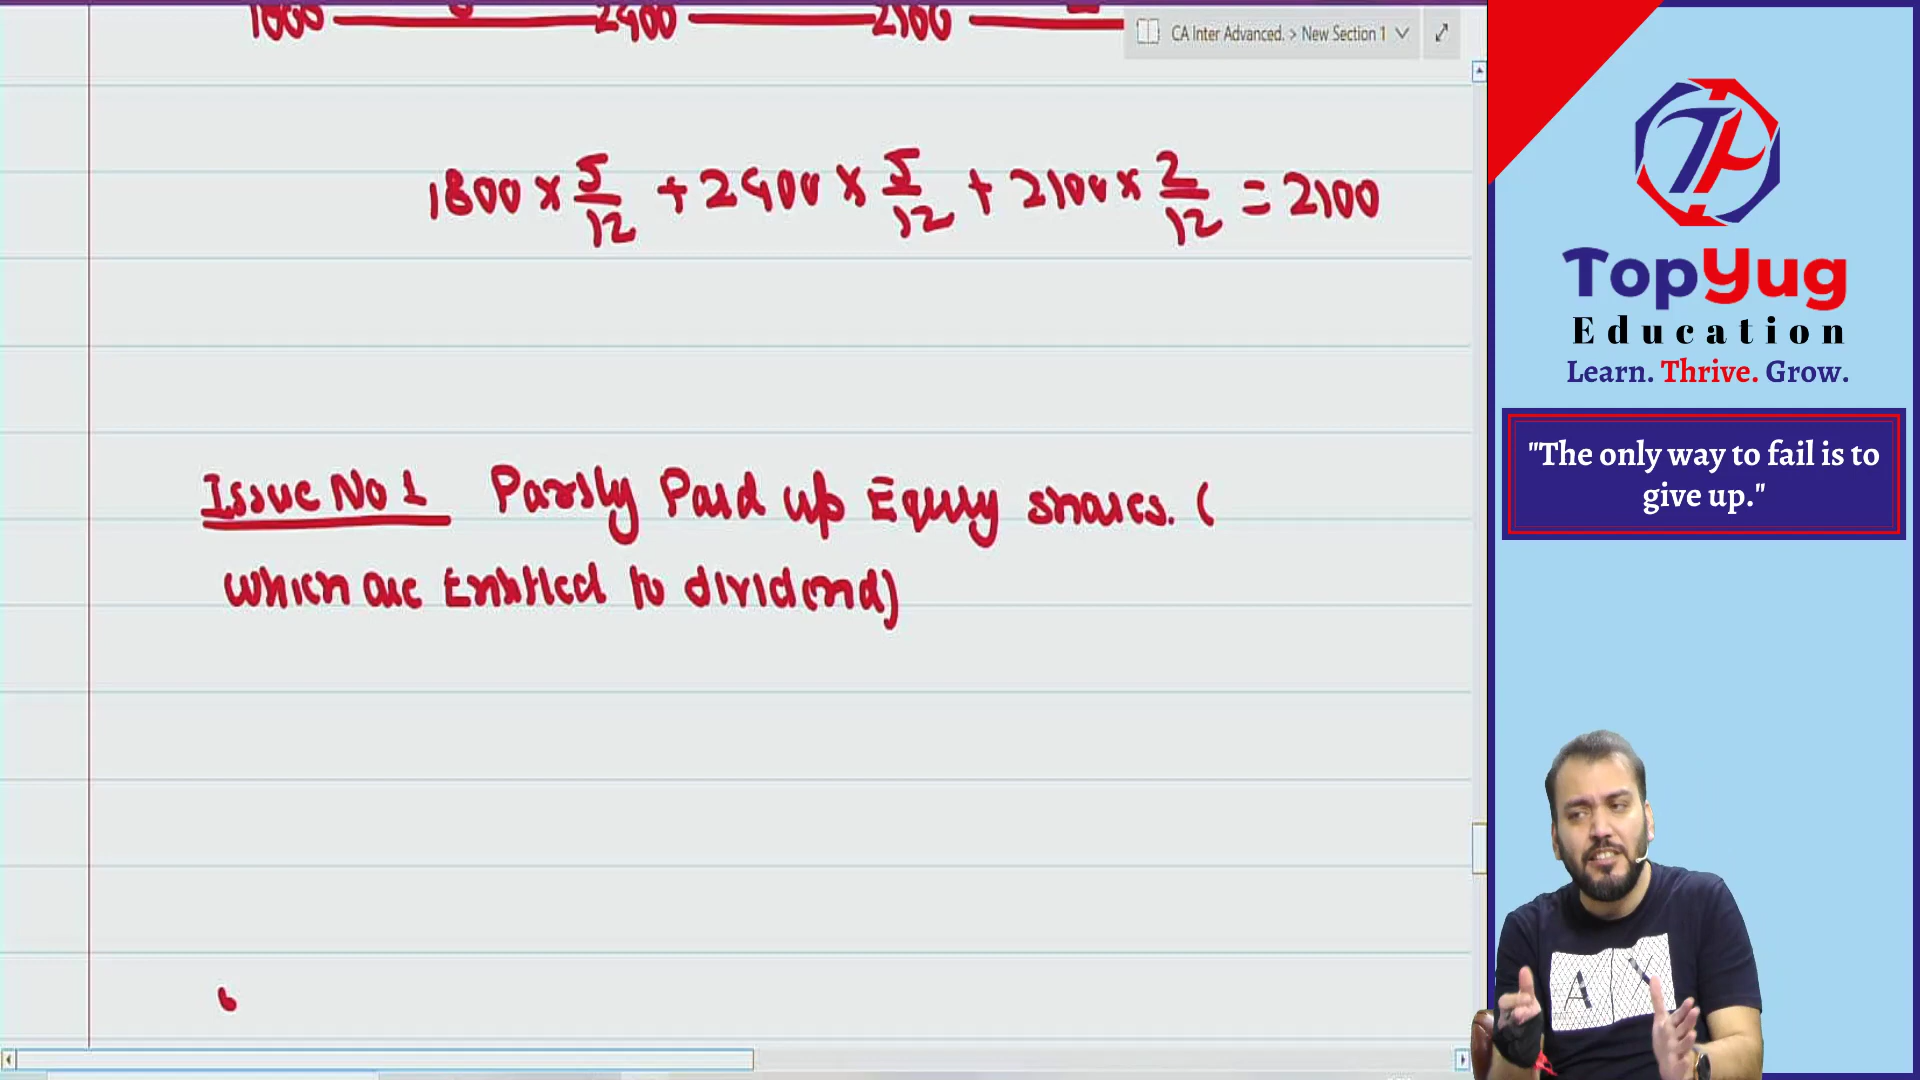 1800 2400 2100
CA Inter Advanced. > New Section 1
1800 × 5/12 + 2400 × 5/12 + 2100 × 2/12 = 2100
Issue No 1 Partly Paid up Equity shares. (
which are Entitled to dividend)
TopYug
Education
Learn. Thrive. Grow.
"The only way to fail is to
give up."
A X